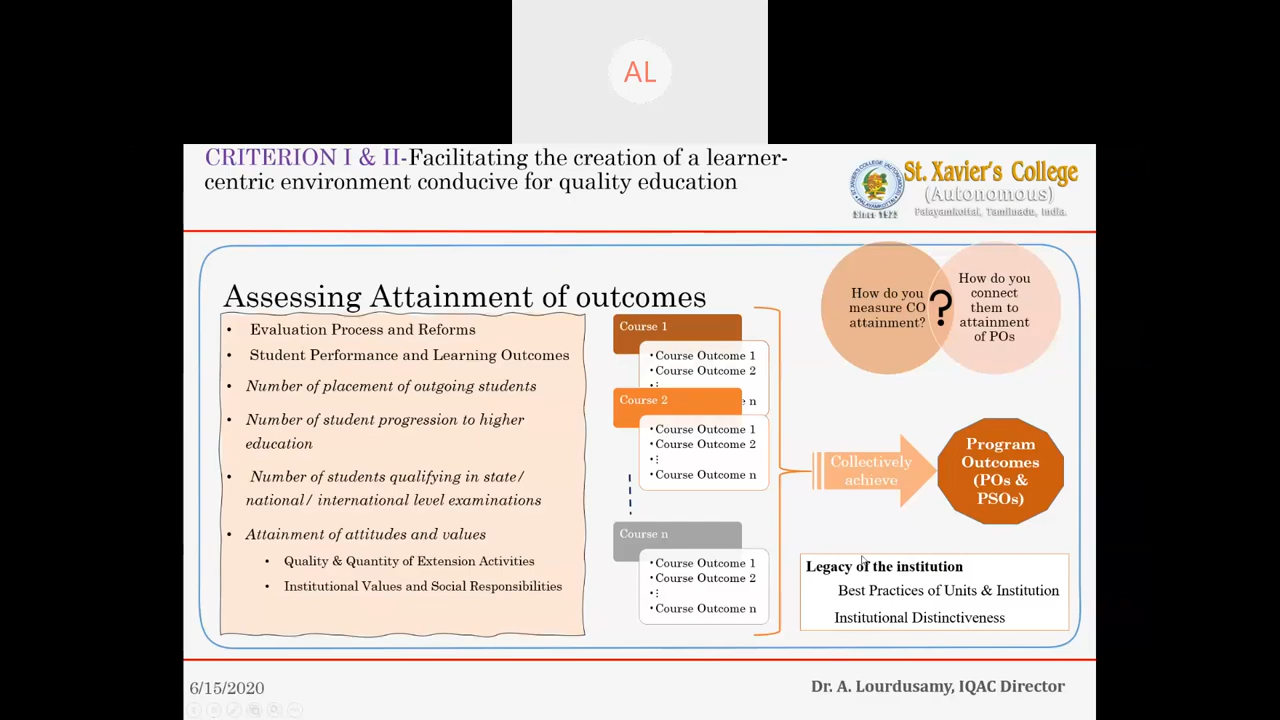 AL
CRITERION I & II-Facilitating the creation of a learner-
centric environment conducive for quality education
St. Xavier's College
(Autonomous)
Palayamkottai, Tamilnadu, India.
Since 1923
Assessing Attainment of outcomes
• Evaluation Process and Reforms
• Student Performance and Learning Outcomes
• Number of placement of outgoing students
• Number of student progression to higher
education
• Number of students qualifying in state/
national/ international level examinations
• Attainment of attitudes and values
• Quality & Quantity of Extension Activities
• Institutional Values and Social Responsibilities
Course 1
•Course Outcome 1
•Course Outcome 2
•⋮
e n
Course 2
•Course Outcome 1
•Course Outcome 2
•⋮
•Course Outcome n
Course n
•Course Outcome 1
•Course Outcome 2
•⋮
•Course Outcome n
How do you
measure CO
attainment?
?
How do you
connect
them to
attainment
of POs
Collectively
achieve
Program
Outcomes
(POs &
PSOs)
Legacy of the institution
Best Practices of Units & Institution
Institutional Distinctiveness
6/15/2020
Dr. A. Lourdusamy, IQAC Director